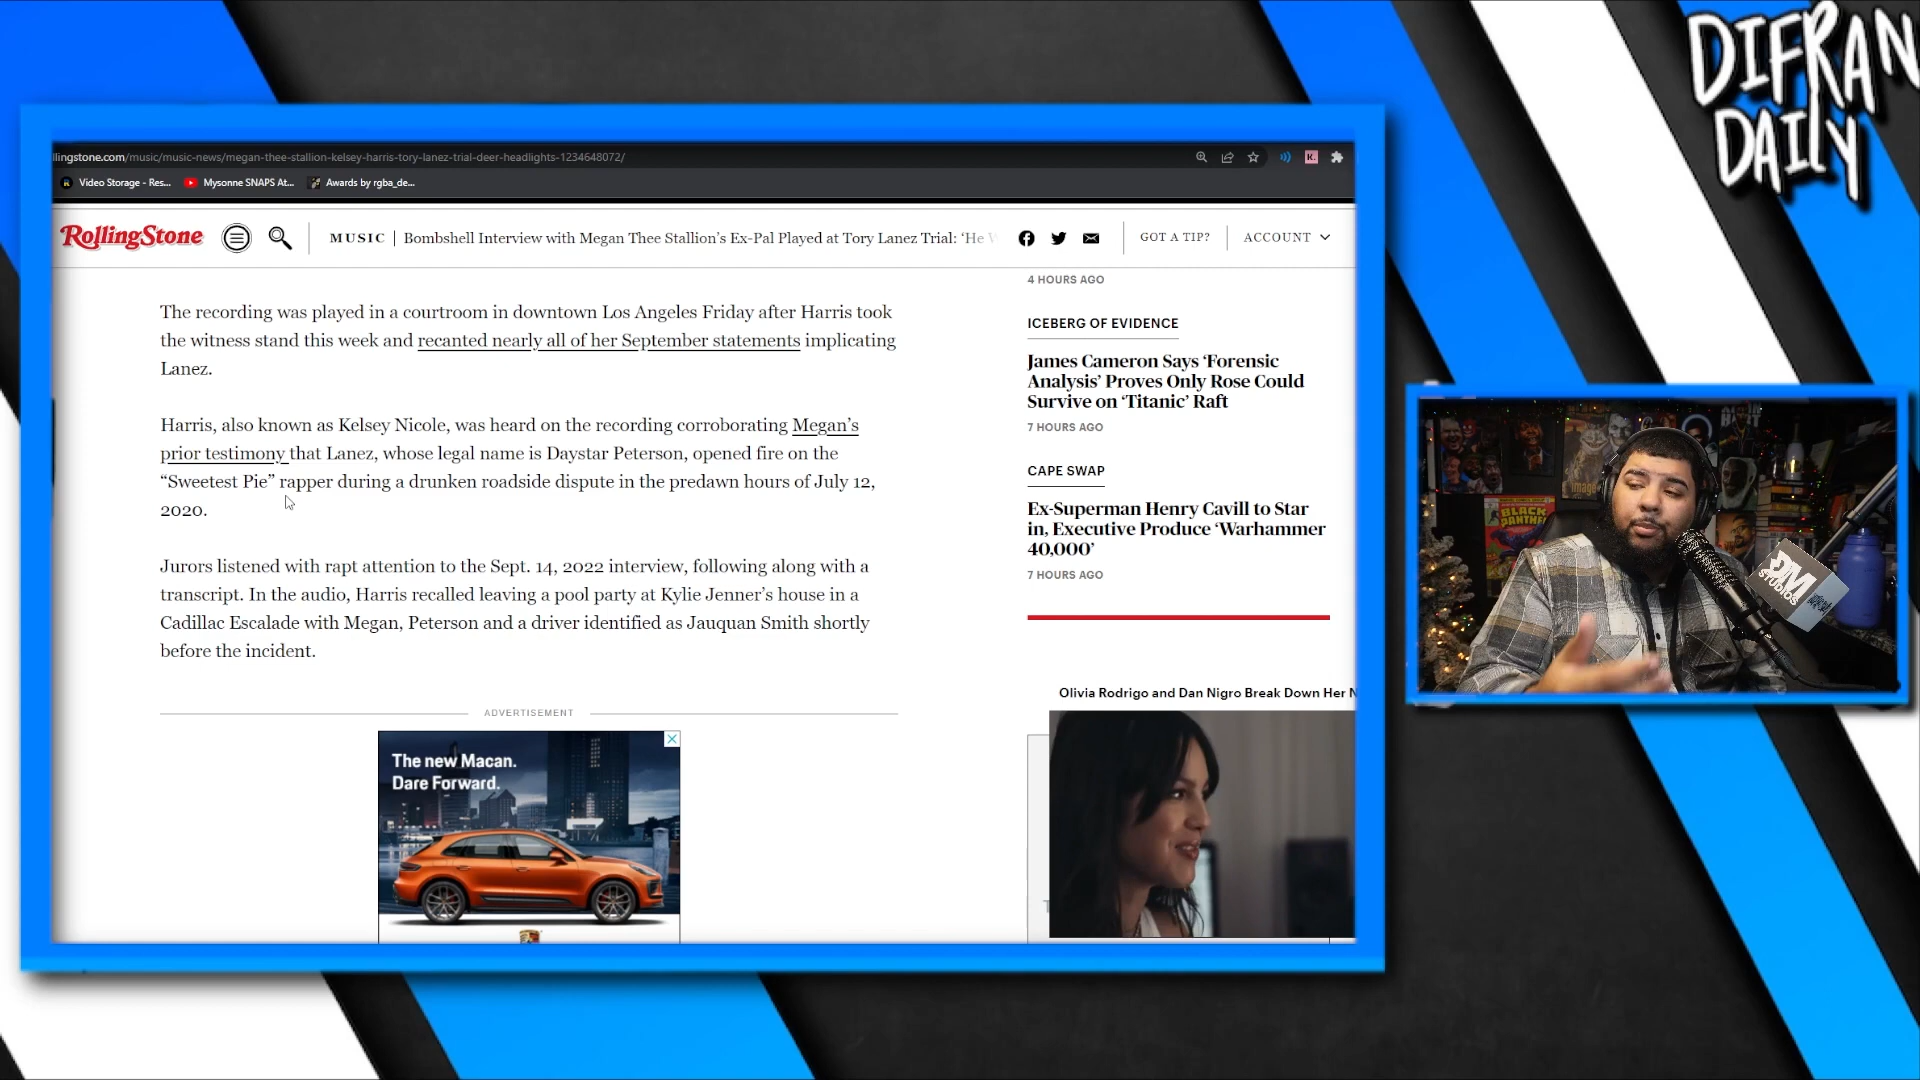 DIFRAN
DAILY
llingstone.com/music/music-news/megan-thee-stallion-kelsey-harris-tory-lanez-trial-deer-headlights-1234648072/
Video Storage - Res...
Mysonne SNAPS At...
Awards by rgba_de...
RollingStone
MUSIC
Bombshell Interview with Megan Thee Stallion's Ex-Pal Played at Tory Lanez Trial: 'He W
GOT A TIP?
ACCOUNT
The recording was played in a courtroom in downtown Los Angeles Friday after Harris took
the witness stand this week and recanted nearly all of her September statements implicating
Lanez.
Harris, also known as Kelsey Nicole, was heard on the recording corroborating Megan's
prior testimony that Lanez, whose legal name is Daystar Peterson, opened fire on the
“Sweetest Pie” rapper during a drunken roadside dispute in the predawn hours of July 12,
2020.
Jurors listened with rapt attention to the Sept. 14, 2022 interview, following along with a
transcript. In the audio, Harris recalled leaving a pool party at Kylie Jenner's house in a
Cadillac Escalade with Megan, Peterson and a driver identified as Jauquan Smith shortly
before the incident.
ADVERTISEMENT
The new Macan.
Dare Forward.
4 HOURS AGO
ICEBERG OF EVIDENCE
James Cameron Says 'Forensic
Analysis' Proves Only Rose Could
Survive on 'Titanic' Raft
7 HOURS AGO
CAPE SWAP
Ex-Superman Henry Cavill to Star
in, Executive Produce 'Warhammer
40,000'
7 HOURS AGO
Olivia Rodrigo and Dan Nigro Break Down Her N
BLACK
PANTHER
DM
STUDIOS